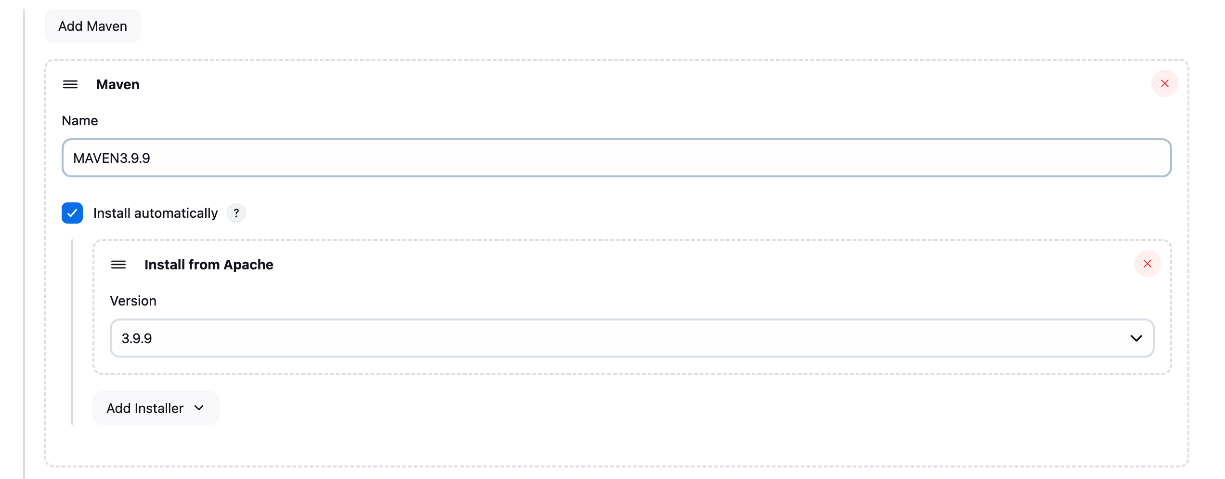 Add Maven
Maven
Name
MAVEN3.9.9
Install automatically ?
Install from Apache
Version
3.9.9
Add Installer